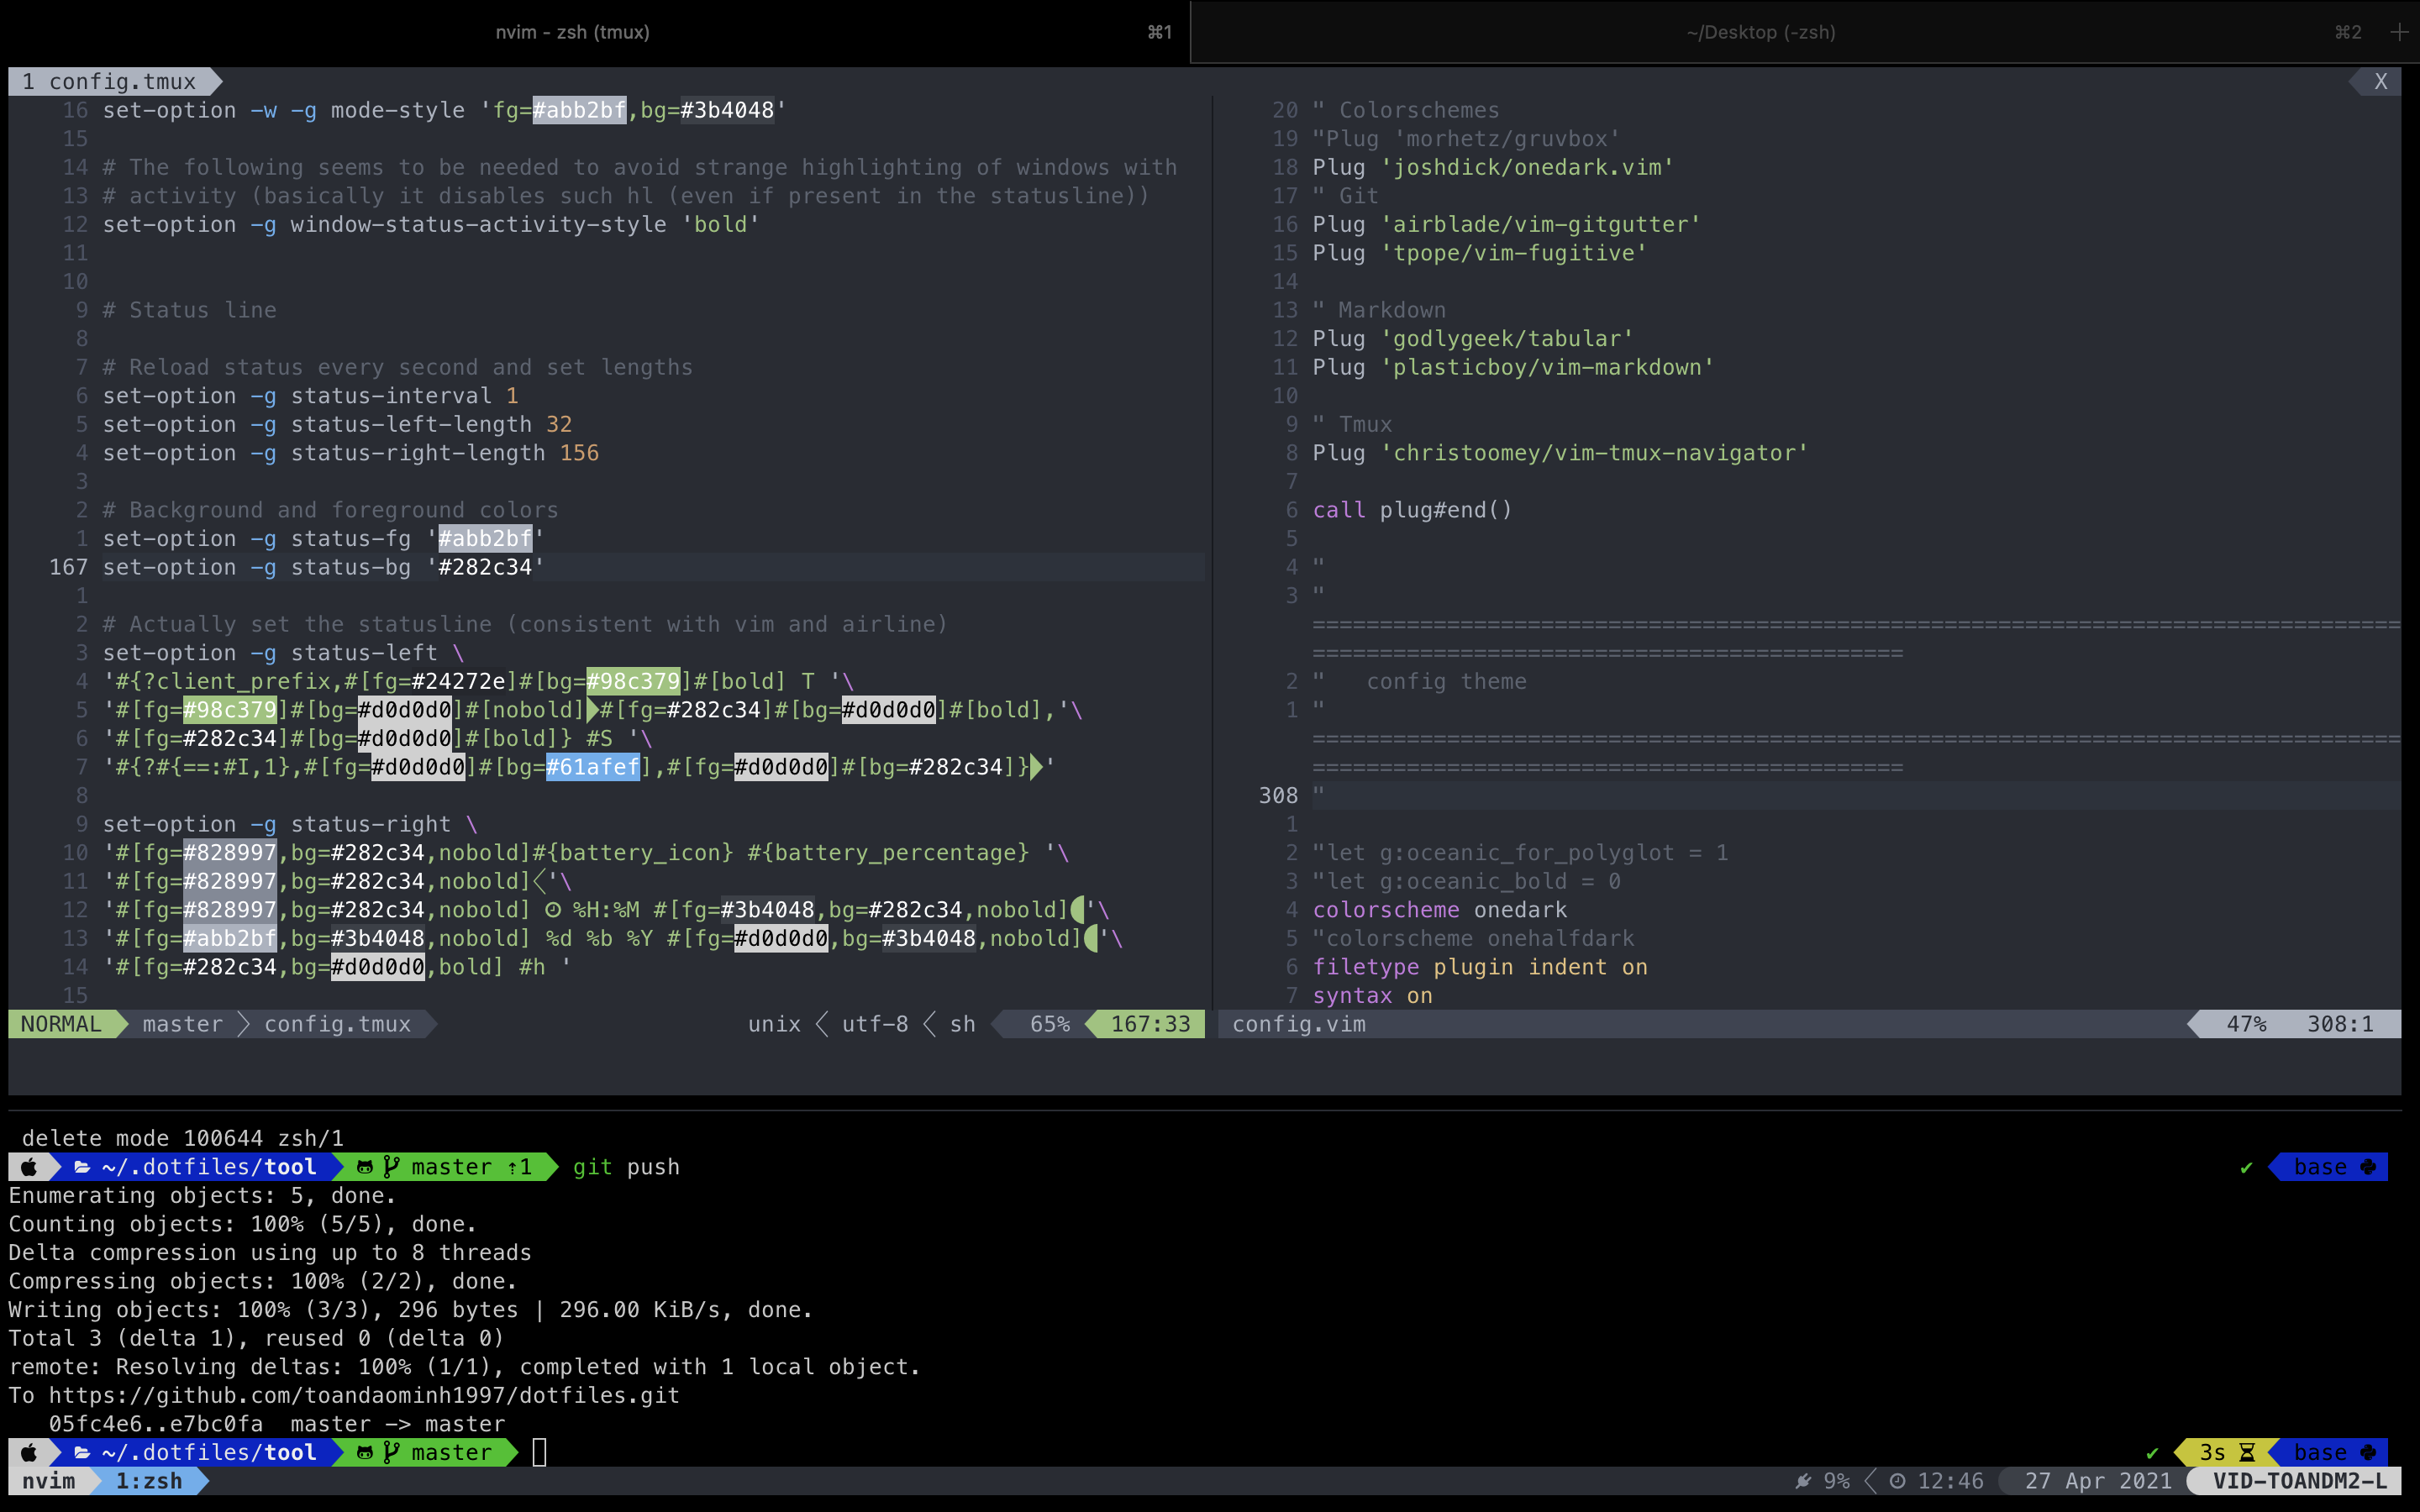 nvim - zsh (tmux) ⌘1 ~/Desktop (-zsh) ⌘2 +
1 config.tmux X
16 set-option -w -g mode-style 'fg=#abb2bf,bg=#3b4048'
15
14 # The following seems to be needed to avoid strange highlighting of windows with
13 # activity (basically it disables such hl (even if present in the statusline))
12 set-option -g window-status-activity-style 'bold'
11
10
9 # Status line
8
7 # Reload status every second and set lengths
6 set-option -g status-interval 1
5 set-option -g status-left-length 32
4 set-option -g status-right-length 156
3
2 # Background and foreground colors
1 set-option -g status-fg '#abb2bf'
167 set-option -g status-bg '#282c34'
1
2 # Actually set the statusline (consistent with vim and airline)
3 set-option -g status-left \
4 '#{?client_prefix,#[fg=#24272e]#[bg=#98c379]#[bold] T '\
5 '#[fg=#98c379]#[bg=#d0d0d0]#[nobold]#[fg=#282c34]#[bg=#d0d0d0]#[bold],'\
6 '#[fg=#282c34]#[bg=#d0d0d0]#[bold]} #S '\
7 '#{?#{==:#I,1},#[fg=#d0d0d0]#[bg=#61afef],#[fg=#d0d0d0]#[bg=#282c34]}'
8
9 set-option -g status-right \
10 '#[fg=#828997,bg=#282c34,nobold]#{battery_icon} #{battery_percentage} '\
11 '#[fg=#828997,bg=#282c34,nobold]'\
12 '#[fg=#828997,bg=#282c34,nobold] %H:%M #[fg=#3b4048,bg=#282c34,nobold]'\
13 '#[fg=#abb2bf,bg=#3b4048,nobold] %d %b %Y #[fg=#d0d0d0,bg=#3b4048,nobold]'\
14 '#[fg=#282c34,bg=#d0d0d0,bold] #h '
15
NORMAL master config.tmux unix utf-8 sh 65% 167:33
20 " Colorschemes
19 "Plug 'morhetz/gruvbox'
18 Plug 'joshdick/onedark.vim'
17 " Git
16 Plug 'airblade/vim-gitgutter'
15 Plug 'tpope/vim-fugitive'
14
13 " Markdown
12 Plug 'godlygeek/tabular'
11 Plug 'plasticboy/vim-markdown'
10
9 " Tmux
8 Plug 'christoomey/vim-tmux-navigator'
7
6 call plug#end()
5
4 "
3 "
=================================================================================
============================================
2 "   config theme
1 "
=================================================================================
============================================
308 "
1
2 "let g:oceanic_for_polyglot = 1
3 "let g:oceanic_bold = 0
4 colorscheme onedark
5 "colorscheme onehalfdark
6 filetype plugin indent on
7 syntax on
config.vim 47% 308:1
delete mode 100644 zsh/1
~/.dotfiles/tool master ⇡1 git push ✔ base
Enumerating objects: 5, done.
Counting objects: 100% (5/5), done.
Delta compression using up to 8 threads
Compressing objects: 100% (2/2), done.
Writing objects: 100% (3/3), 296 bytes | 296.00 KiB/s, done.
Total 3 (delta 1), reused 0 (delta 0)
remote: Resolving deltas: 100% (1/1), completed with 1 local object.
To https://github.com/toandaominh1997/dotfiles.git
   05fc4e6..e7bc0fa  master -> master
~/.dotfiles/tool master ✔ 3s base
nvim 1:zsh 9% 12:46 27 Apr 2021 VID-TOANDM2-L